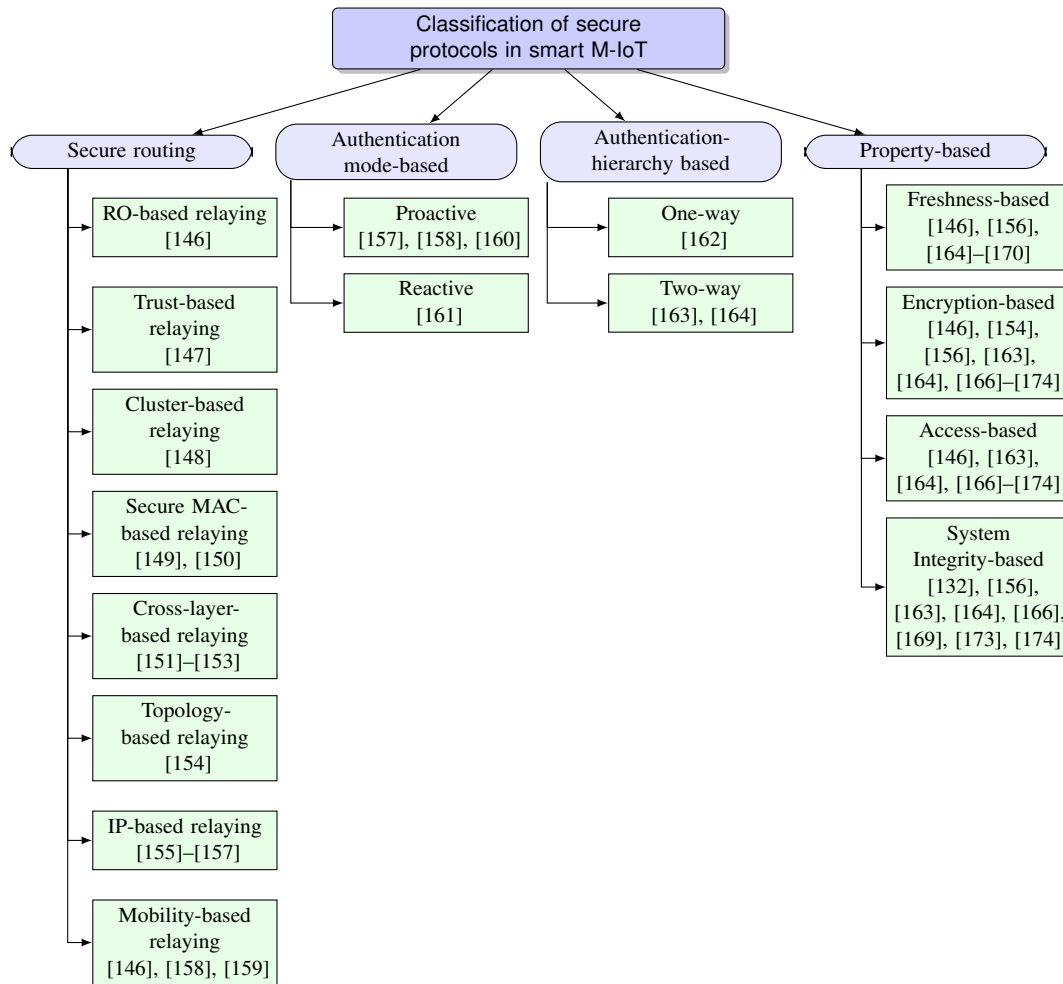 Classification of secure
protocols in smart M-IoT
Secure routing
RO-based relaying
[146]
Trust-based
relaying
[147]
Cluster-based
relaying
[148]
Secure MAC-
based relaying
[149], [150]
Cross-layer-
based relaying
[151]–[153]
Topology-
based relaying
[154]
IP-based relaying
[155]–[157]
Mobility-based
relaying
[146], [158], [159]
Authentication
mode-based
Proactive
[157], [158], [160]
Reactive
[161]
Authentication-
hierarchy based
One-way
[162]
Two-way
[163], [164]
Property-based
Freshness-based
[146], [156],
[164]–[170]
Encryption-based
[146], [154],
[156], [163],
[164], [166]–[174]
Access-based
[146], [163],
[164], [166]–[174]
System
Integrity-based
[132], [156],
[163], [164], [166],
[169], [173], [174]